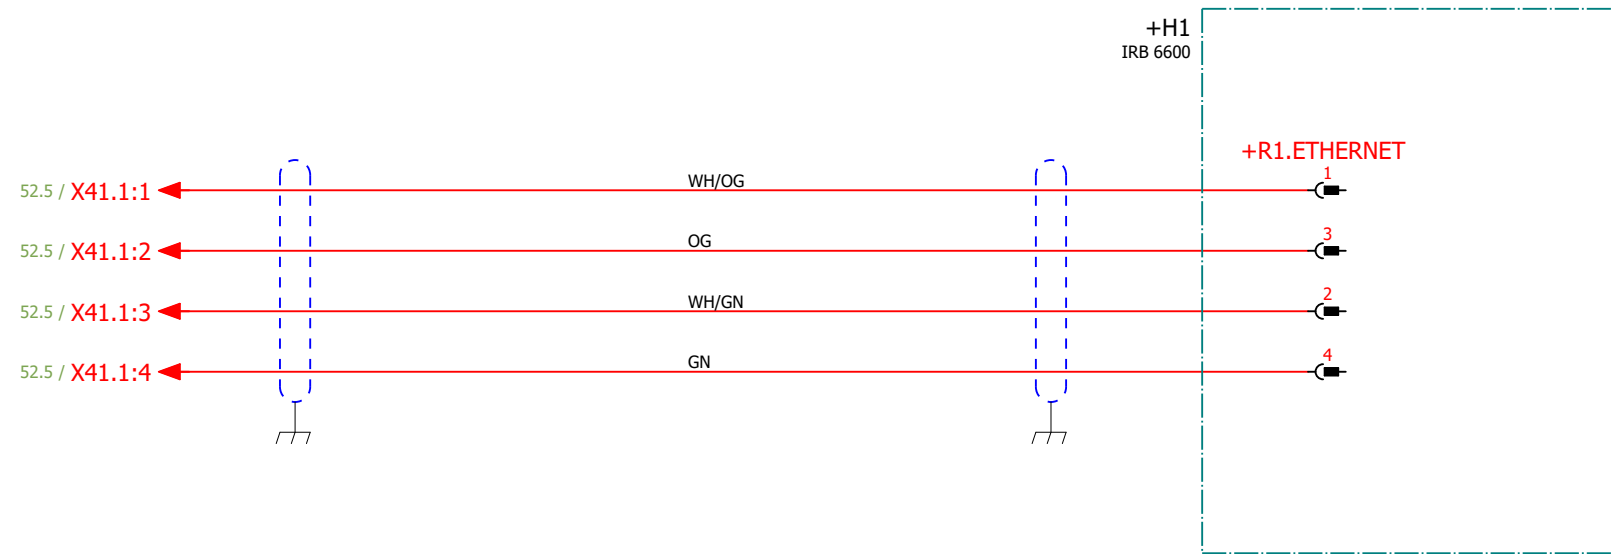 +H1
IRB 6600
+R1.ETHERNET
52.5 / X41.1:1 WH/OG 1
52.5 / X41.1:2 OG 3
52.5 / X41.1:3 WH/GN 2
52.5 / X41.1:4 GN 4